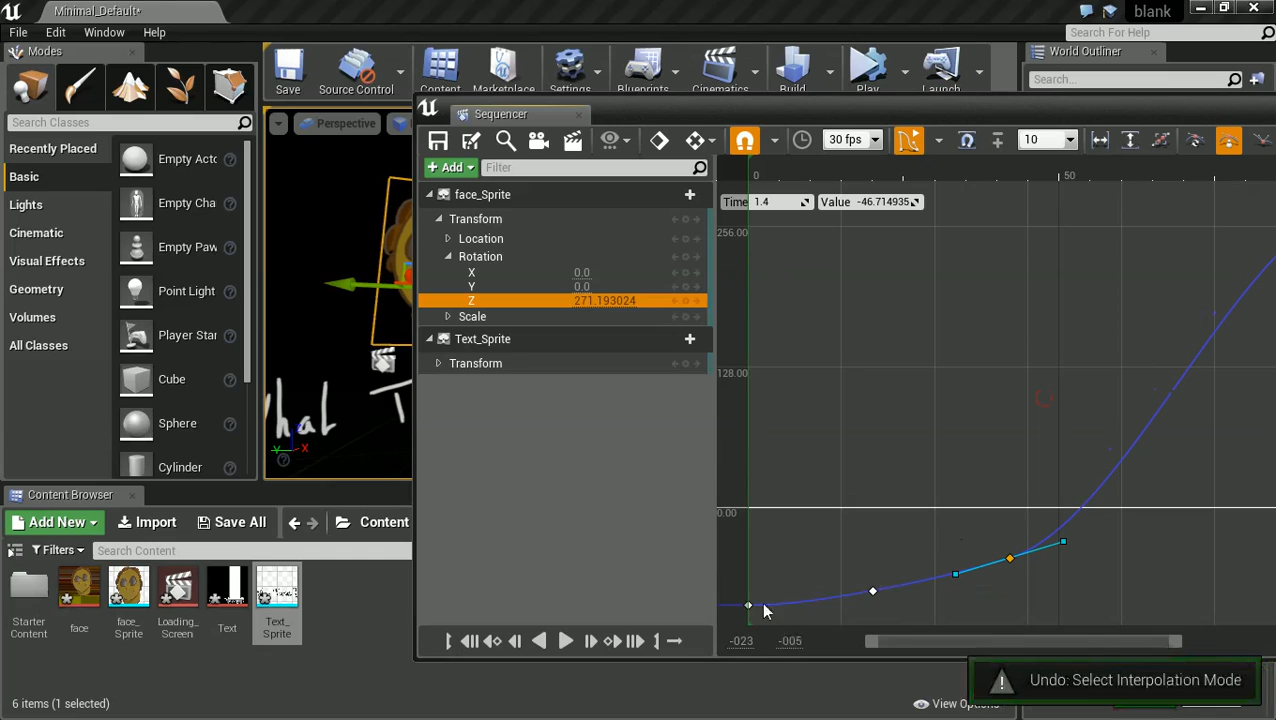 Minimal_Default*
blank
File Edit Window Help
Search For Help
Modes
World Outliner
Save Source Control Content Marketplace Settings Blueprints Cinematics Build Play Launch
Search...
Search Classes
Perspective
Sequencer
Recently Placed
Basic
Lights
Cinematic
Visual Effects
Geometry
Volumes
All Classes
Empty Acto
Empty Cha
Empty Paw
Point Light
Player Star
Cube
Sphere
Cylinder
30 fps
10
Add
Filter
0
50
face_Sprite
Time 1.4 Value -46.714935
Transform
Location
256.00
Rotation
X 0.0
Y 0.0
Z 271.193024
Scale
Text_Sprite
Transform
128.00
0.00
hal T
Y X
-023 -005
Content Browser
Add New Import Save All Content
Filters Search Content
Starter Content
face
face_Sprite
Loading_Screen
Text
Text_Sprite
6 items (1 selected)
View Options
Undo: Select Interpolation Mode